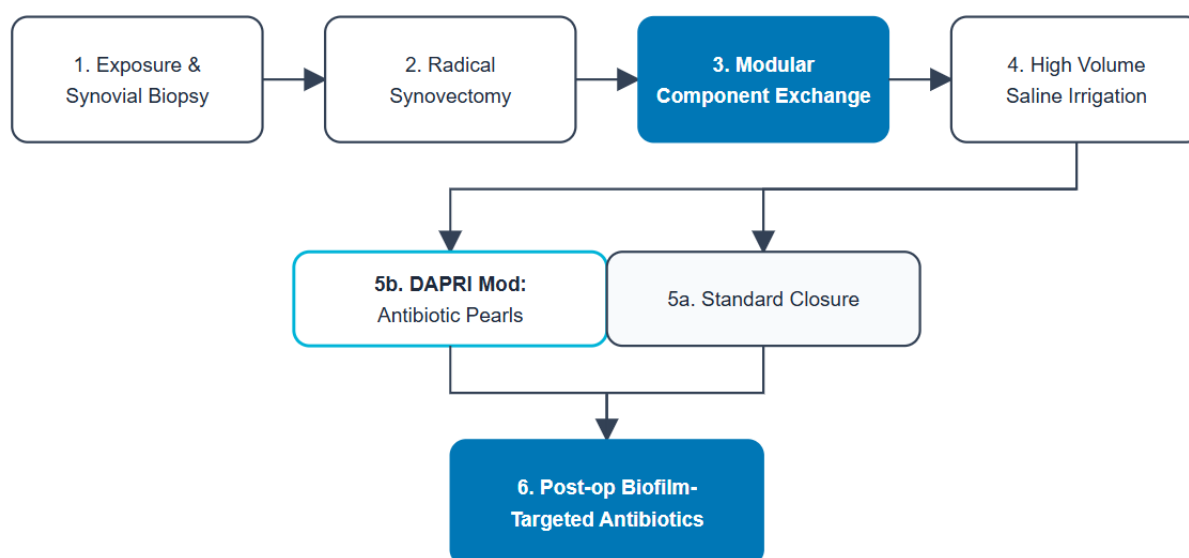 1. Exposure &
Synovial Biopsy
2. Radical
Synovectomy
3. Modular
Component Exchange
4. High Volume
Saline Irrigation
5b. DAPRI Mod:
Antibiotic Pearls
5a. Standard Closure
6. Post-op Biofilm-
Targeted Antibiotics